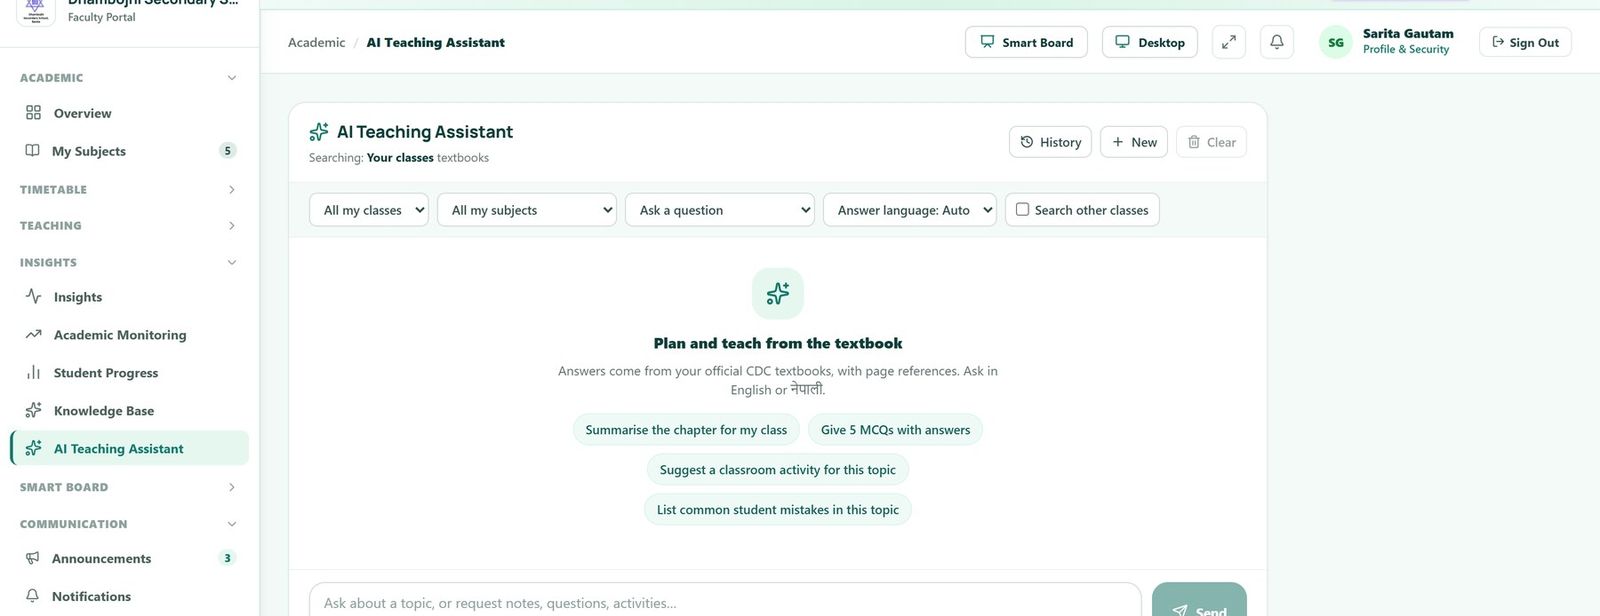 Dhambojhi Secondary S...
Faculty Portal
ACADEMIC
Overview
My Subjects 5
TIMETABLE
TEACHING
INSIGHTS
Insights
Academic Monitoring
Student Progress
Knowledge Base
AI Teaching Assistant
SMART BOARD
COMMUNICATION
Announcements 3
Notifications
Academic / AI Teaching Assistant
Smart Board
Desktop
SG
Sarita Gautam
Profile & Security
Sign Out
AI Teaching Assistant
Searching: Your classes textbooks
History
New
Clear
All my classes
All my subjects
Ask a question
Answer language: Auto
Search other classes
Plan and teach from the textbook
Answers come from your official CDC textbooks, with page references. Ask in
English or नेपाली.
Summarise the chapter for my class
Give 5 MCQs with answers
Suggest a classroom activity for this topic
List common student mistakes in this topic
Ask about a topic, or request notes, questions, activities...
Send